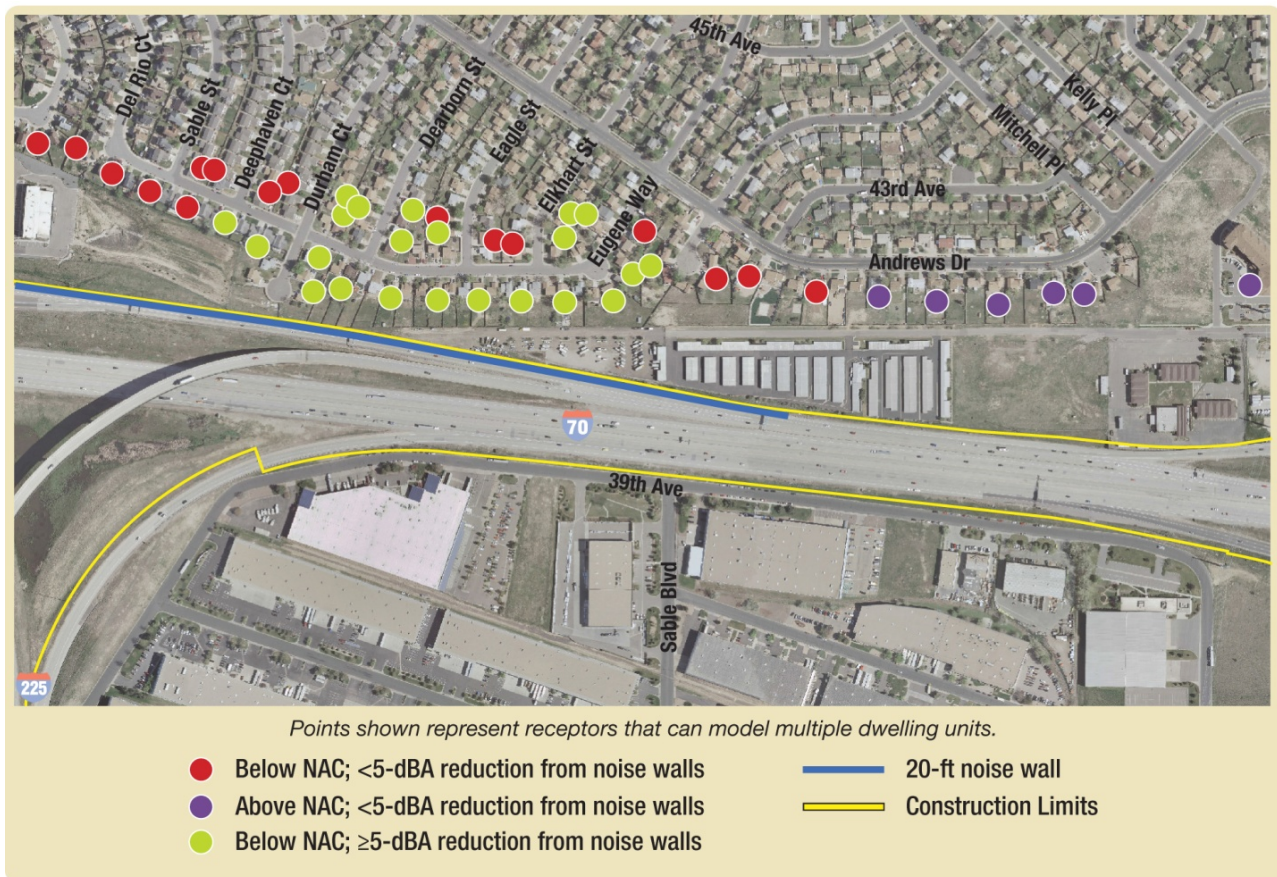 45th Ave
Del Rio Ct
Sable St
Deephaven Ct
Durham Ct
Dearborn St
Eagle St
Elkhart St
Eugene Way
Kelly Pl
Mitchell Pl
43rd Ave
Andrews Dr
70
39th Ave
Sable Blvd
225
Points shown represent receptors that can model multiple dwelling units.
Below NAC; <5-dBA reduction from noise walls
20-ft noise wall
Above NAC; <5-dBA reduction from noise walls
Construction Limits
Below NAC; ≥5-dBA reduction from noise walls